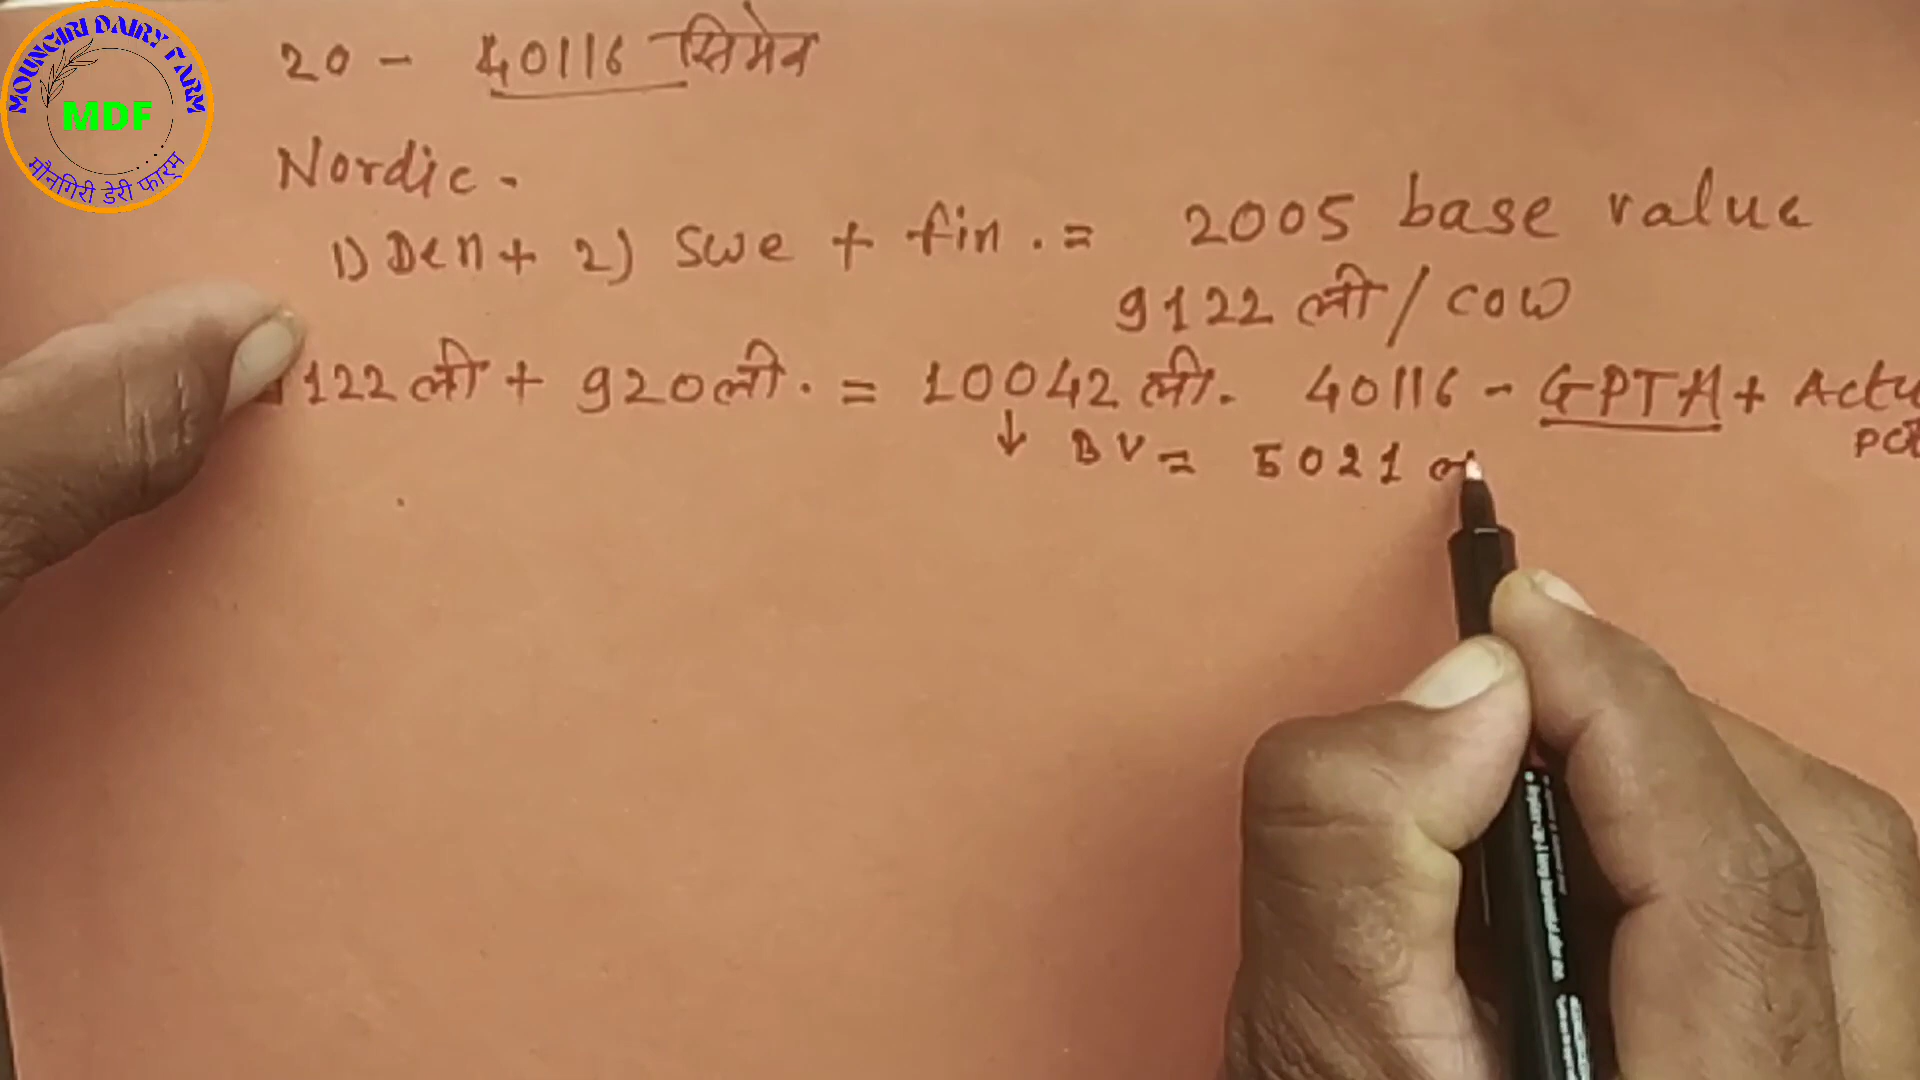 MOUNGIRI DAIRY FARM
MDF
मौनगिरी डेरी फार्म
20 - 40116 सिमेन
Nordic -
1) Den + 2) Swe + fin . = 2005 base value
9122 ली / cow
122 ली + 920 ली. = 10042 ली. 40116 - GPTA + Actu
↓ BV = 5021